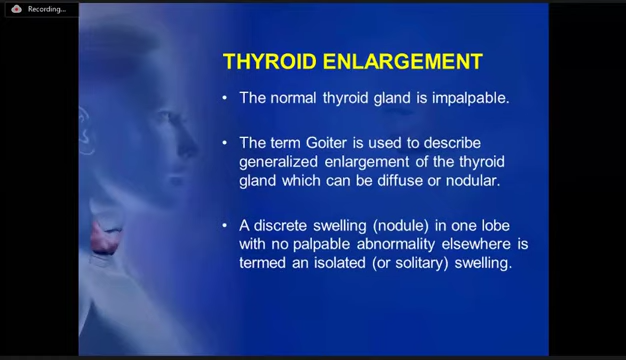 Recording...
THYROID ENLARGEMENT
• The normal thyroid gland is impalpable.
• The term Goiter is used to describe
generalized enlargement of the thyroid
gland which can be diffuse or nodular.
• A discrete swelling (nodule) in one lobe
with no palpable abnormality elsewhere is
termed an isolated (or solitary) swelling.